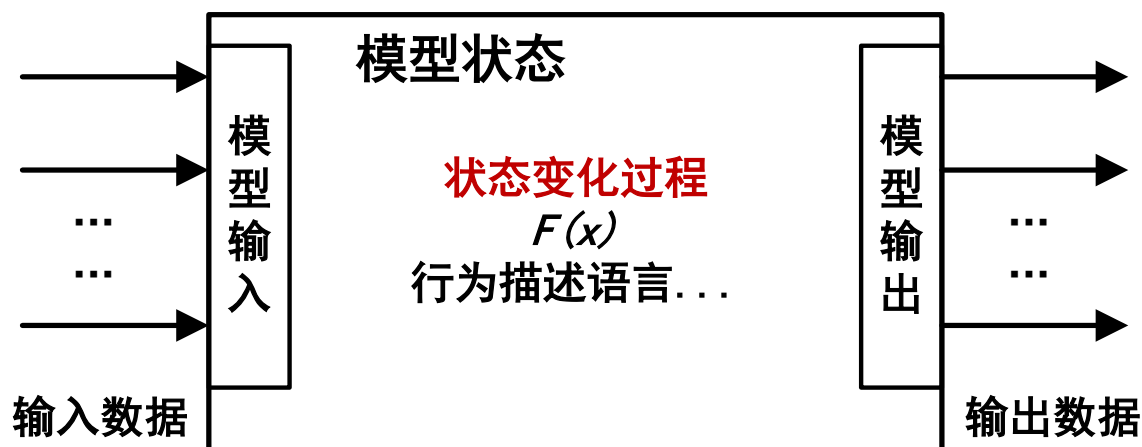 模型状态
模型输入
状态变化过程
F(x)
行为描述语言...
模型输出
...
...
...
...
输入数据
输出数据